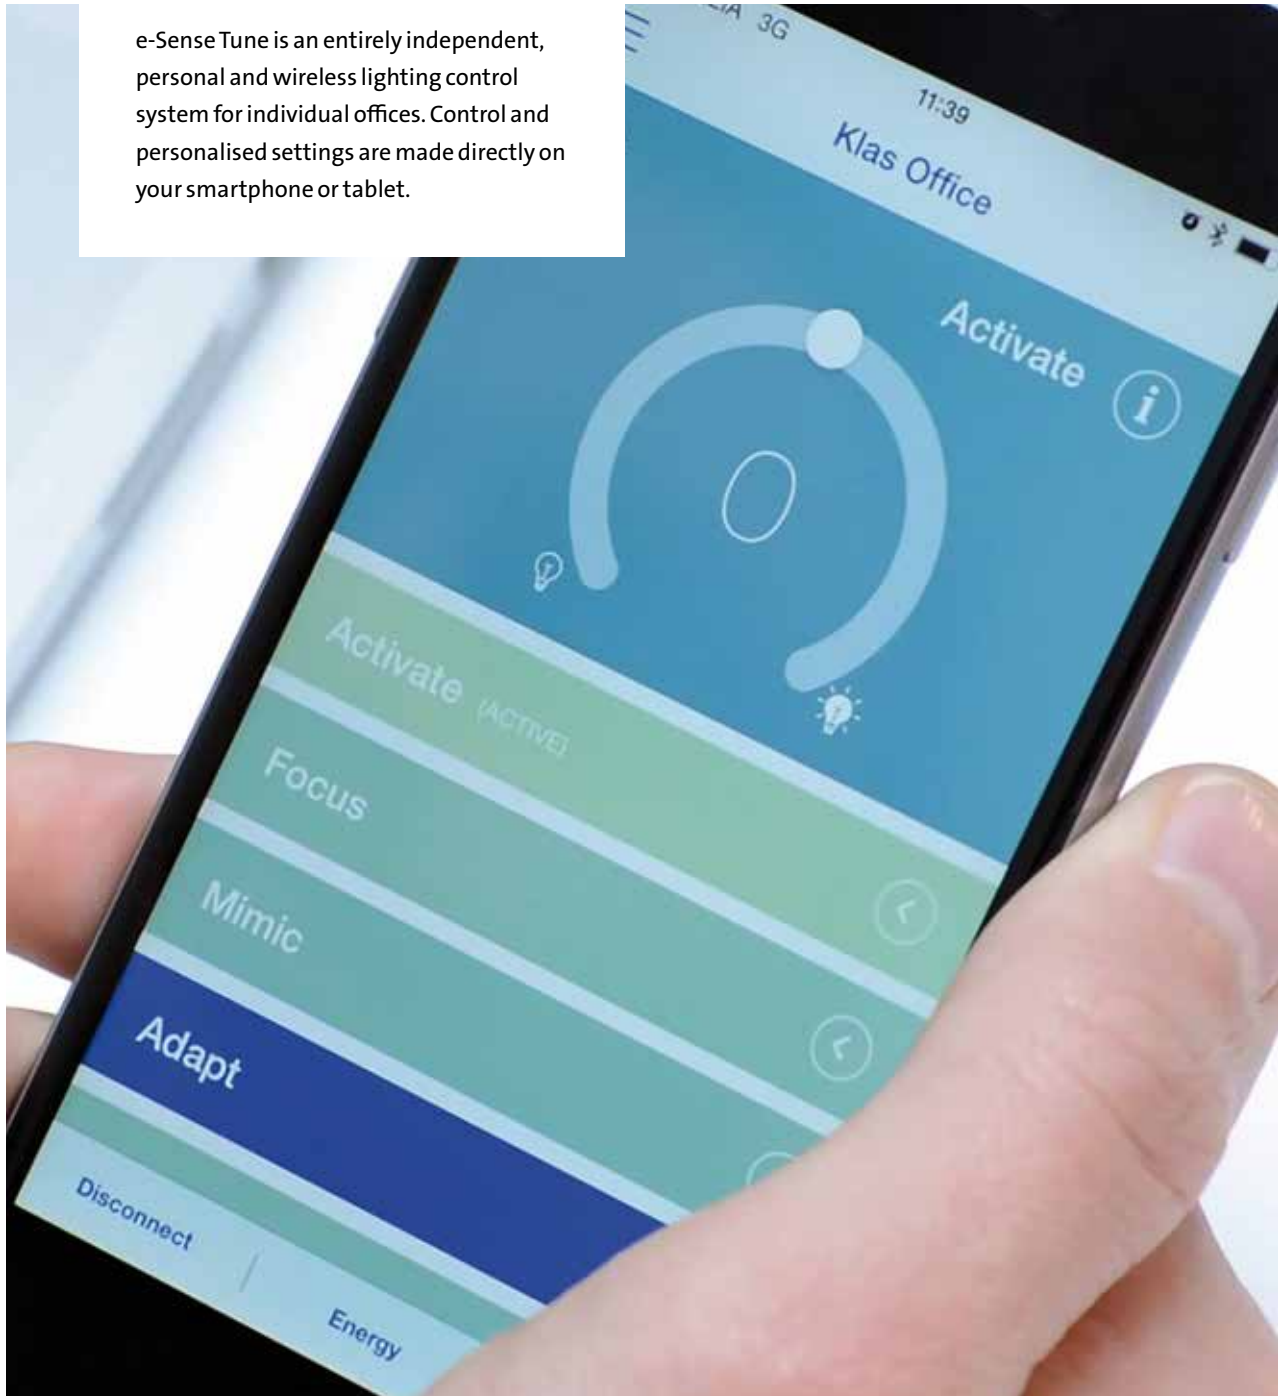 e-Sense Tune is an entirely independent,
personal and wireless lighting control
system for individual offices. Control and
personalised settings are made directly on
your smartphone or tablet.
3G
11:39
Klas Office
Activate
i
0
Activate (ACTIVE)
Focus
Mimic
Adapt
Disconnect
Energy